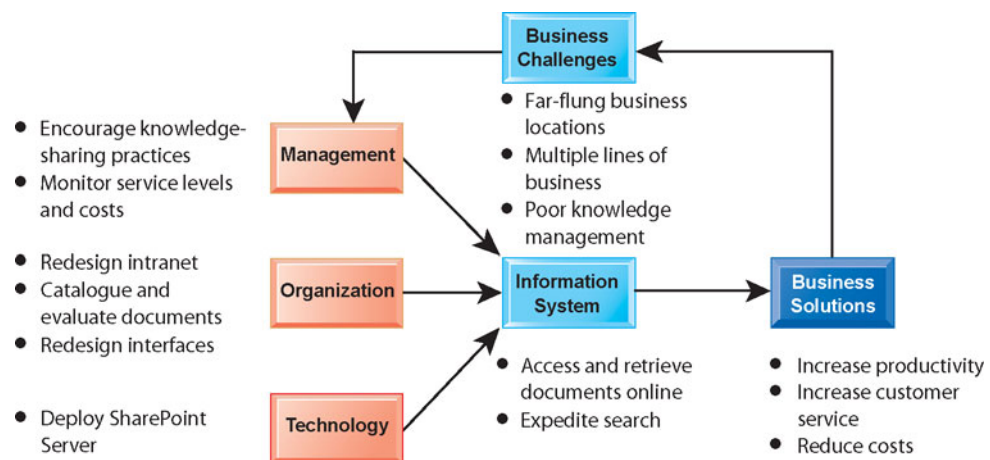 Business
Challenges
● Far-flung business
locations
● Multiple lines of
business
● Poor knowledge
management
● Encourage knowledge-
sharing practices
● Monitor service levels
and costs
Management
● Redesign intranet
● Catalogue and
evaluate documents
● Redesign interfaces
Organization
Information
System
Business
Solutions
● Access and retrieve
documents online
● Expedite search
● Increase productivity
● Increase customer
service
● Reduce costs
● Deploy SharePoint
Server
Technology